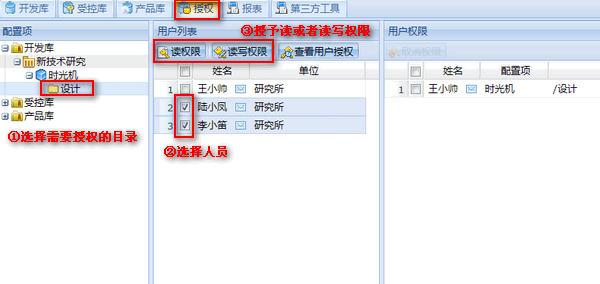 开发库 受控库 产品库 授权 报表 第三方工具
配置项
开发库
新技术研究
时光机
设计
受控库
产品库
①选择需要授权的目录
用户列表
③授予读或者读写权限
读权限 读写权限 查看用户授权
姓名 单位
1 王小帅 研究所
2 陆小凤 研究所
3 李小笛 研究所
②选择人员
用户权限
取消权限
姓名 配置项
1 王小帅 时光机 /设计